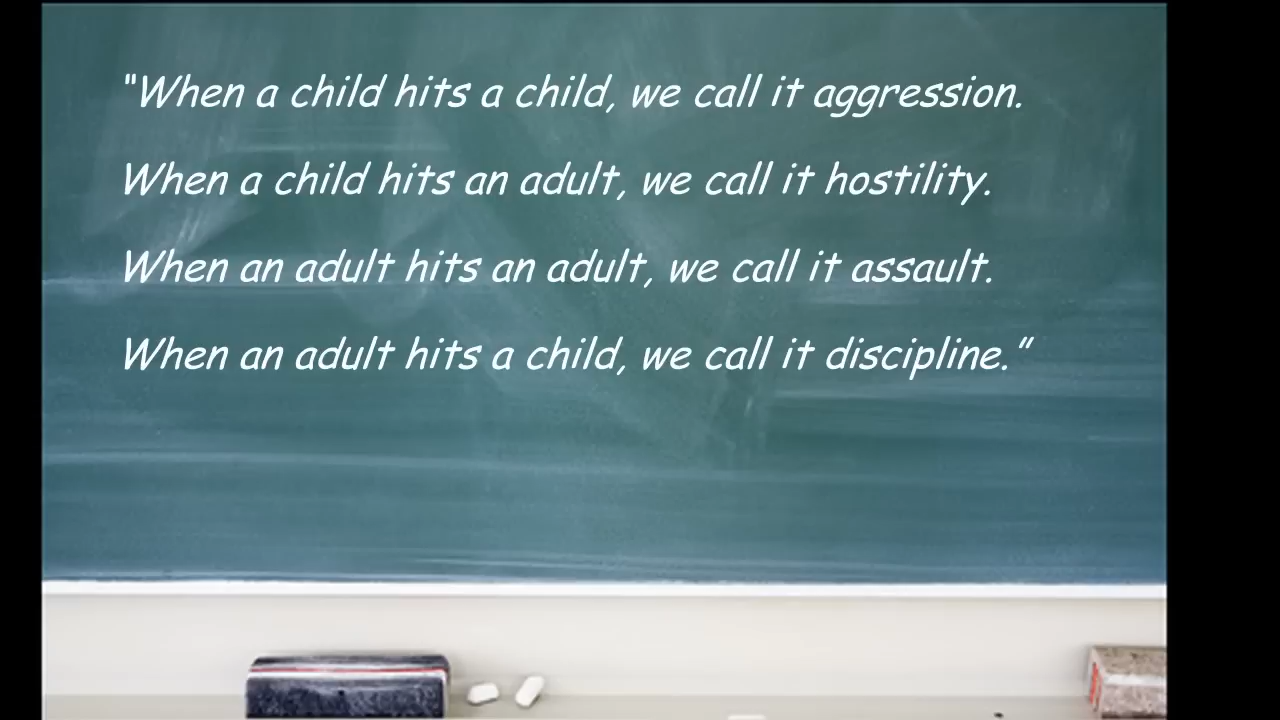 "When a child hits a child, we call it aggression.
When a child hits an adult, we call it hostility.
When an adult hits an adult, we call it assault.
When an adult hits a child, we call it discipline.”